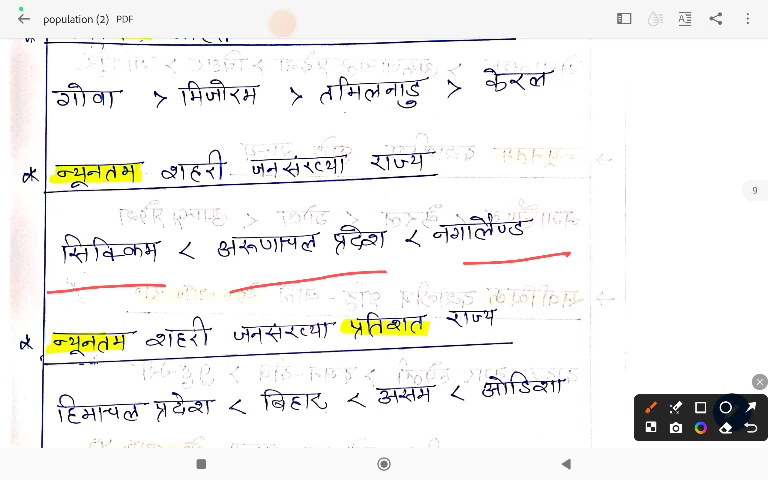 population (2) PDF
गोवा > मिजोरम > तमिलनाडु > केरल
* न्यूनतम शहरी जनसंख्या राज्य
सिक्किम < अरूणाचल प्रदेश < नगालैण्ड
* न्यूनतम शहरी जनसंख्या प्रतिशत राज्य
हिमाचल प्रदेश < बिहार < असम < ओडिशा
9